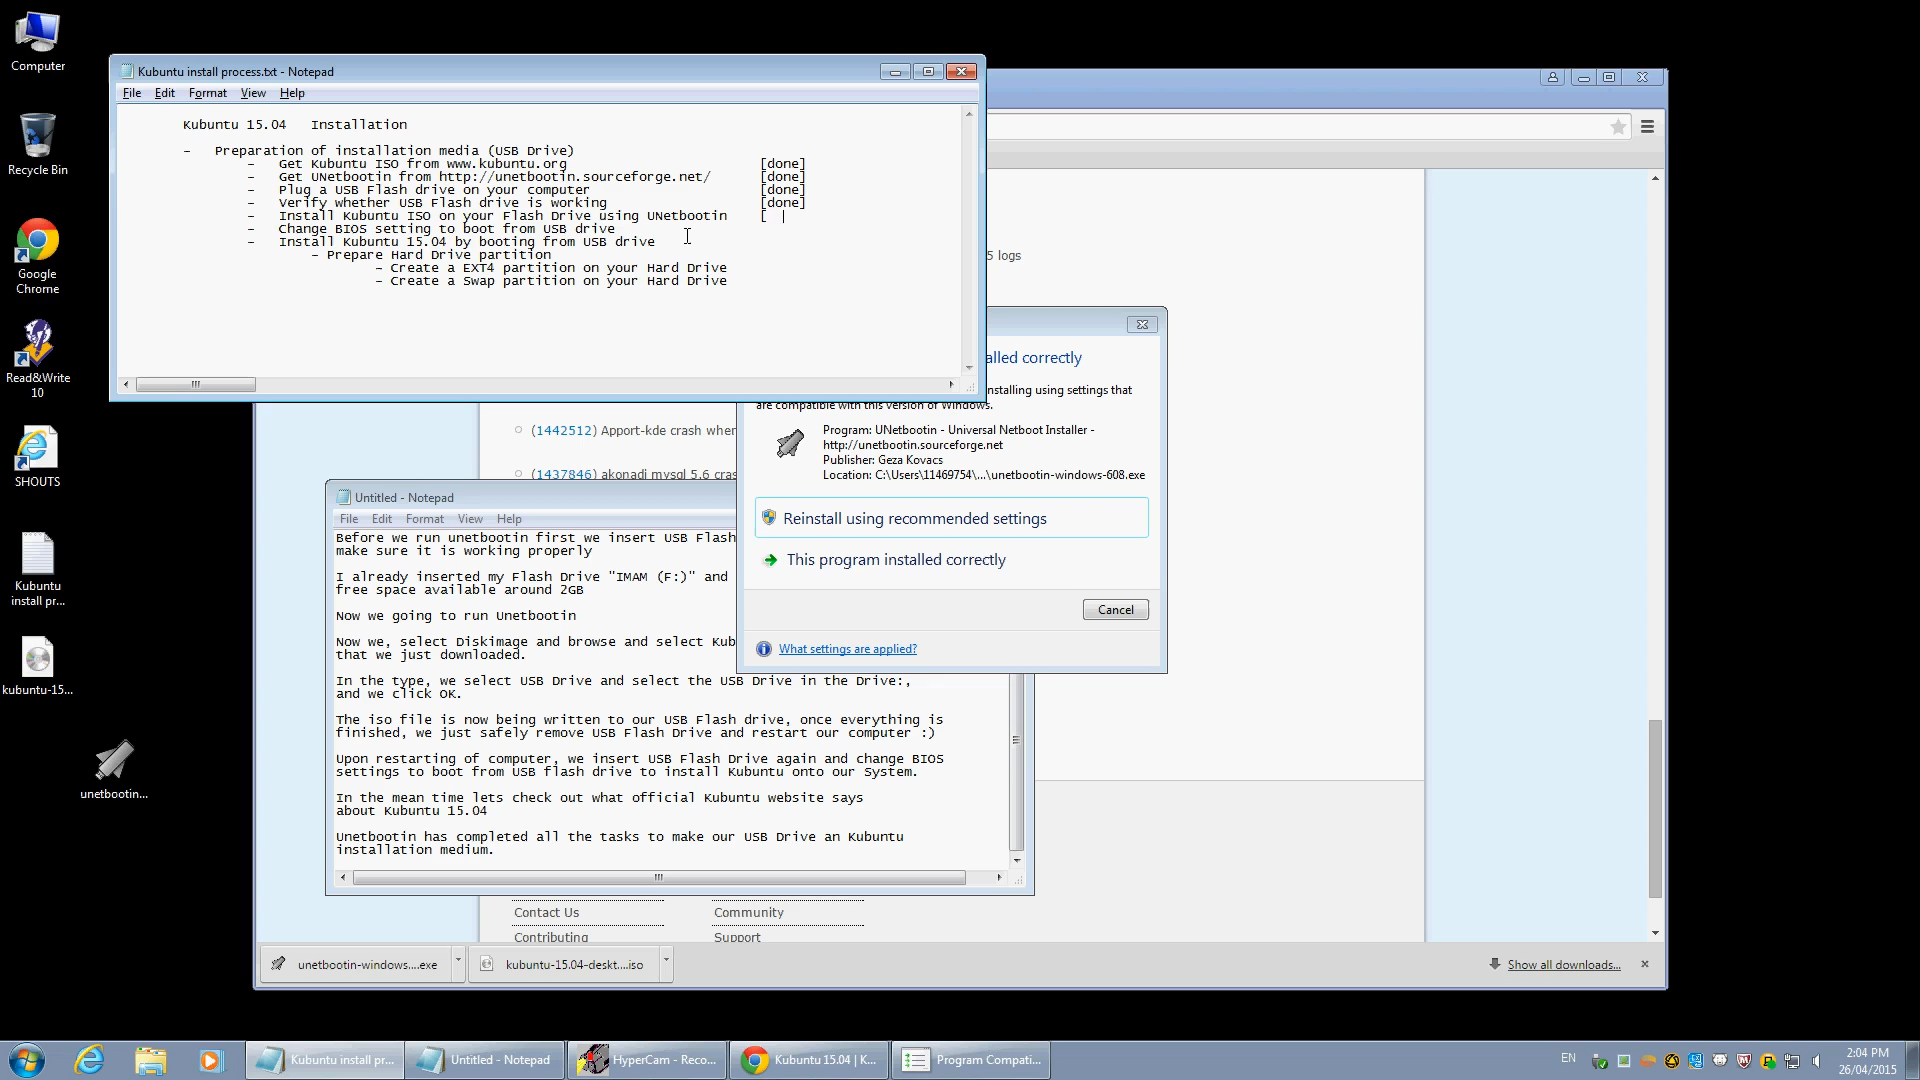 Computer
Recycle Bin
Google
Chrome
Read&Write
10
SHOUTS
Kubuntu
install pr...
kubuntu-15...
unetbootin...
Kubuntu install process.txt - Notepad
File Edit Format View Help
Kubuntu 15.04 Installation
- Preparation of installation media (USB Drive)
- Get Kubuntu ISO from www.kubuntu.org [done]
- Get UNetbootin from http://unetbootin.sourceforge.net/ [done]
- Plug a USB Flash drive on your computer [done]
- Verify whether USB Flash drive is working [done]
- Install Kubuntu ISO on your Flash Drive using UNetbootin [
- Change BIOS setting to boot from USB drive
- Install Kubuntu 15.04 by booting from USB drive
- Prepare Hard Drive partition
- Create a EXT4 partition on your Hard Drive
- Create a Swap partition on your Hard Drive
5 logs
(1442512) Apport-kde crash when
(1437846) akonadi mysql 5.6 cras
alled correctly
nstalling using settings that
are compatible with this version of Windows.
Program: UNetbootin - Universal Netboot Installer -
http://unetbootin.sourceforge.net
Publisher: Geza Kovacs
Location: C:\Users\11469754\...\unetbootin-windows-608.exe
Reinstall using recommended settings
This program installed correctly
Cancel
What settings are applied?
Untitled - Notepad
File Edit Format View Help
Before we run unetbootin first we insert USB Flash
make sure it is working properly
I already inserted my Flash Drive "IMAM (F:)" and
free space available around 2GB
Now we going to run Unetbootin
Now we, select Diskimage and browse and select Kub
that we just downloaded.
In the type, we select USB Drive and select the USB Drive in the Drive:,
and we click OK.
The iso file is now being written to our USB Flash drive, once everything is
finished, we just safely remove USB Flash Drive and restart our computer :)
Upon restarting of computer, we insert USB Flash Drive again and change BIOS
settings to boot from USB flash drive to install Kubuntu onto our System.
In the mean time lets check out what official Kubuntu website says
about Kubuntu 15.04
Unetbootin has completed all the tasks to make our USB Drive an Kubuntu
installation medium.
Contact Us Community
Contributing Support
unetbootin-windows....exe kubuntu-15.04-deskt....iso Show all downloads...
Kubuntu install pr... Untitled - Notepad HyperCam - Reco... Kubuntu 15.04 | K... Program Compati... EN 2:04 PM
26/04/2015